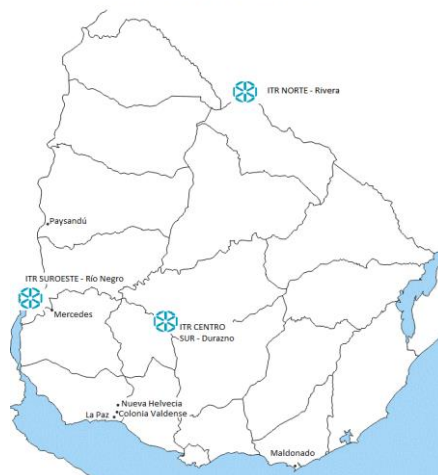 ITR NORTE - Rivera
Paysandú
ITR SUROESTE - Río Negro
Mercedes
ITR CENTRO
SUR - Durazno
Nueva Helvecia
La Paz
Colonia Valdense
Maldonado